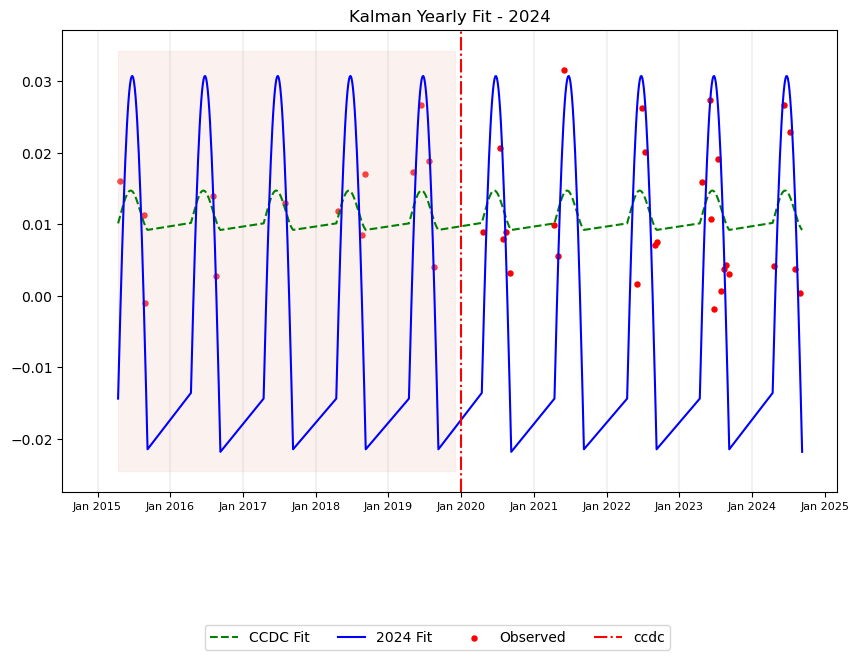 Kalman Yearly Fit - 2024
0.03
0.02
0.01
0.00
−0.01
−0.02
Jan 2015 Jan 2016 Jan 2017 Jan 2018 Jan 2019 Jan 2020 Jan 2021 Jan 2022 Jan 2023 Jan 2024 Jan 2025
CCDC Fit 2024 Fit Observed ccdc